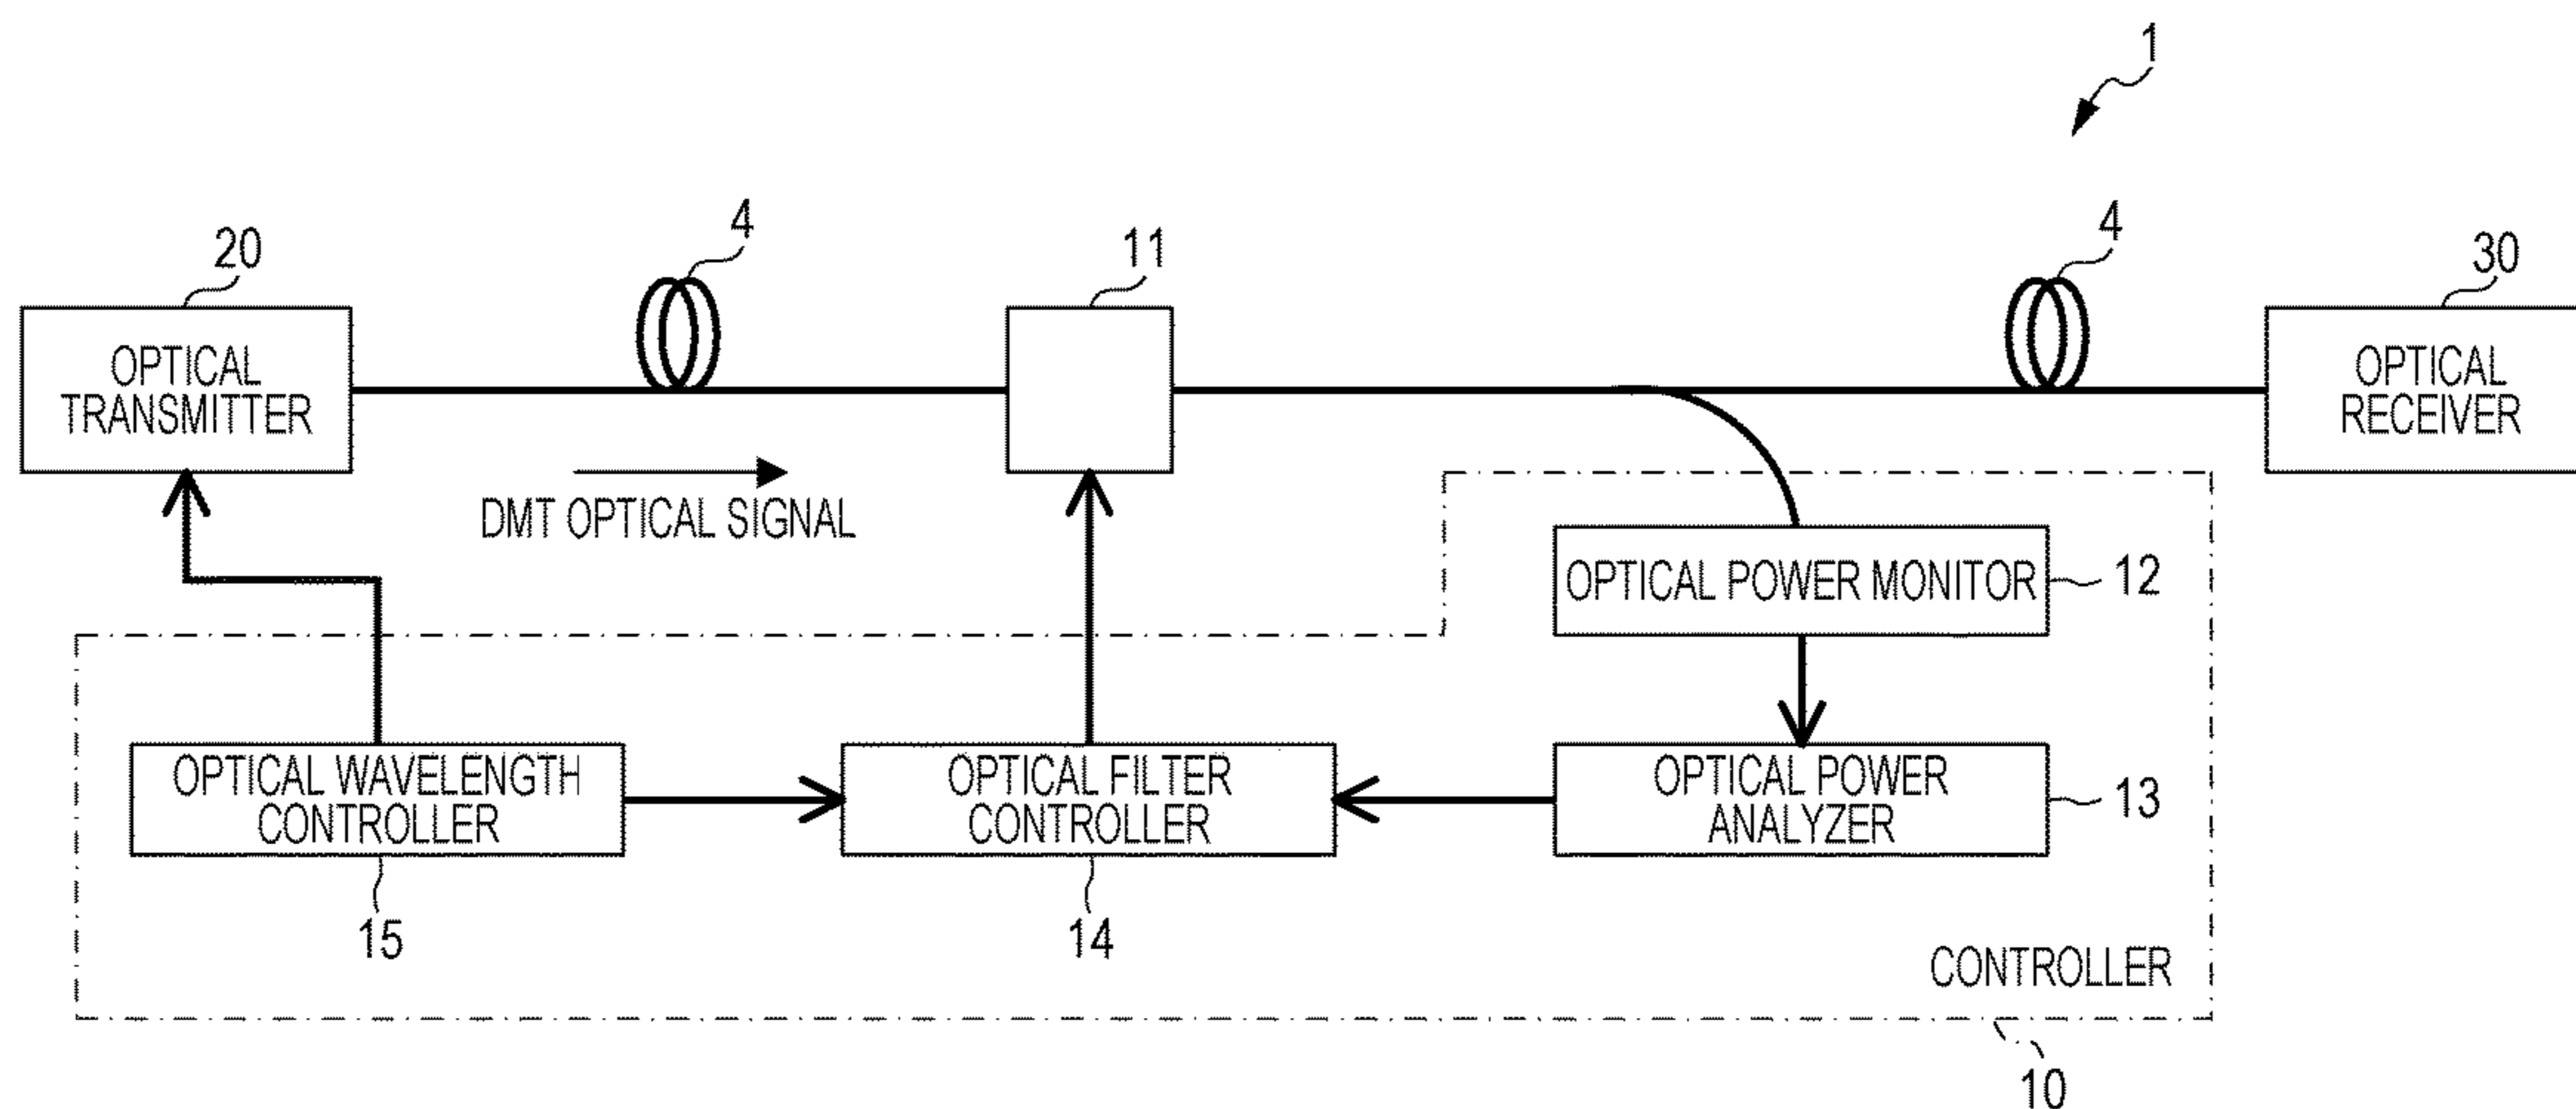 1
20
4
11
4
30
OPTICAL
TRANSMITTER
OPTICAL
RECEIVER
DMT OPTICAL SIGNAL
OPTICAL POWER MONITOR
12
OPTICAL WAVELENGTH
CONTROLLER
OPTICAL FILTER
CONTROLLER
OPTICAL POWER
ANALYZER
13
15
14
CONTROLLER
10